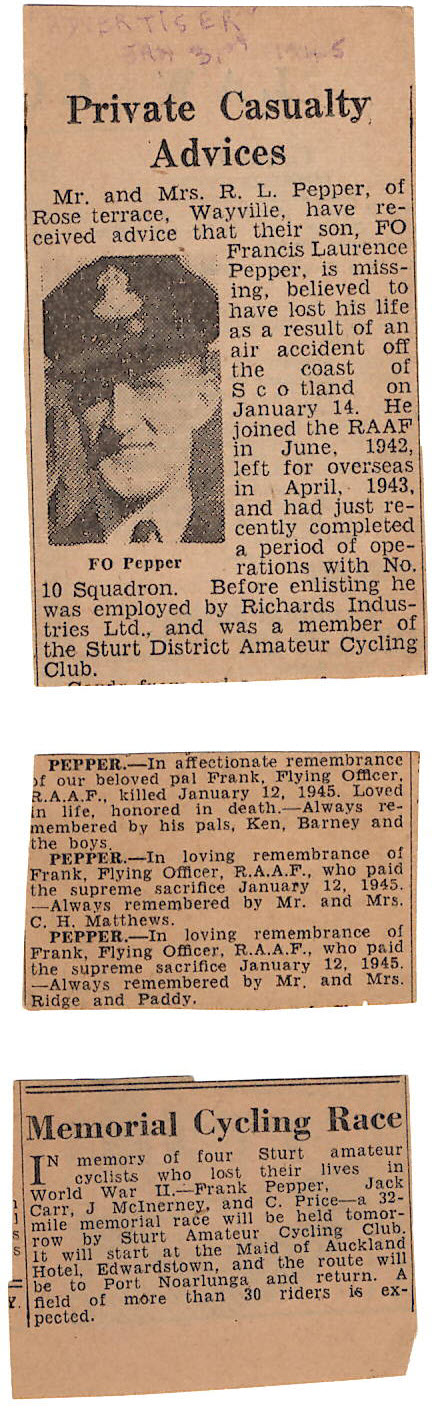 ADVERTISER
JAN 1945
Private Casualty
Advices
Mr. and Mrs. R. L. Pepper, of
Rose terrace, Wayville, have re-
ceived advice that their son, FO
Francis Laurence
Pepper, is miss-
ing, believed to
have lost his life
as a result of an
air accident off
the coast of
Scotland on
January 14. He
joined the RAAF
in June, 1942,
left for overseas
in April, 1943,
and had just re-
cently completed
a period of ope-
rations with No.
FO Pepper
10 Squadron. Before enlisting he
was employed by Richards Indus-
tries Ltd., and was a member of
the Sturt District Amateur Cycling
Club.
PEPPER.—In affectionate remembrance
of our beloved pal Frank, Flying Officer,
R.A.A.F., killed January 12, 1945. Loved
in life, honored in death.—Always re-
membered by his pals, Ken, Barney and
the boys.
PEPPER.—In loving remembrance of
Frank, Flying Officer, R.A.A.F., who paid
the supreme sacrifice January 12, 1945.
—Always remembered by Mr. and Mrs.
C. H. Matthews.
PEPPER.—In loving remembrance of
Frank, Flying Officer, R.A.A.F., who paid
the supreme sacrifice January 12, 1945.
—Always remembered by Mr. and Mrs.
Ridge and Paddy.
Memorial Cycling Race
IN memory of four Sturt amateur
cyclists who lost their lives in
World War II.—Frank Pepper, Jack
Carr, J McInerney, and C. Price—a 32-
mile memorial race will be held tomor-
row by Sturt Amateur Cycling Club.
It will start at the Maid of Auckland
Hotel, Edwardstown, and the route will
be to Port Noarlunga and return. A
field of more than 30 riders is ex-
pected.